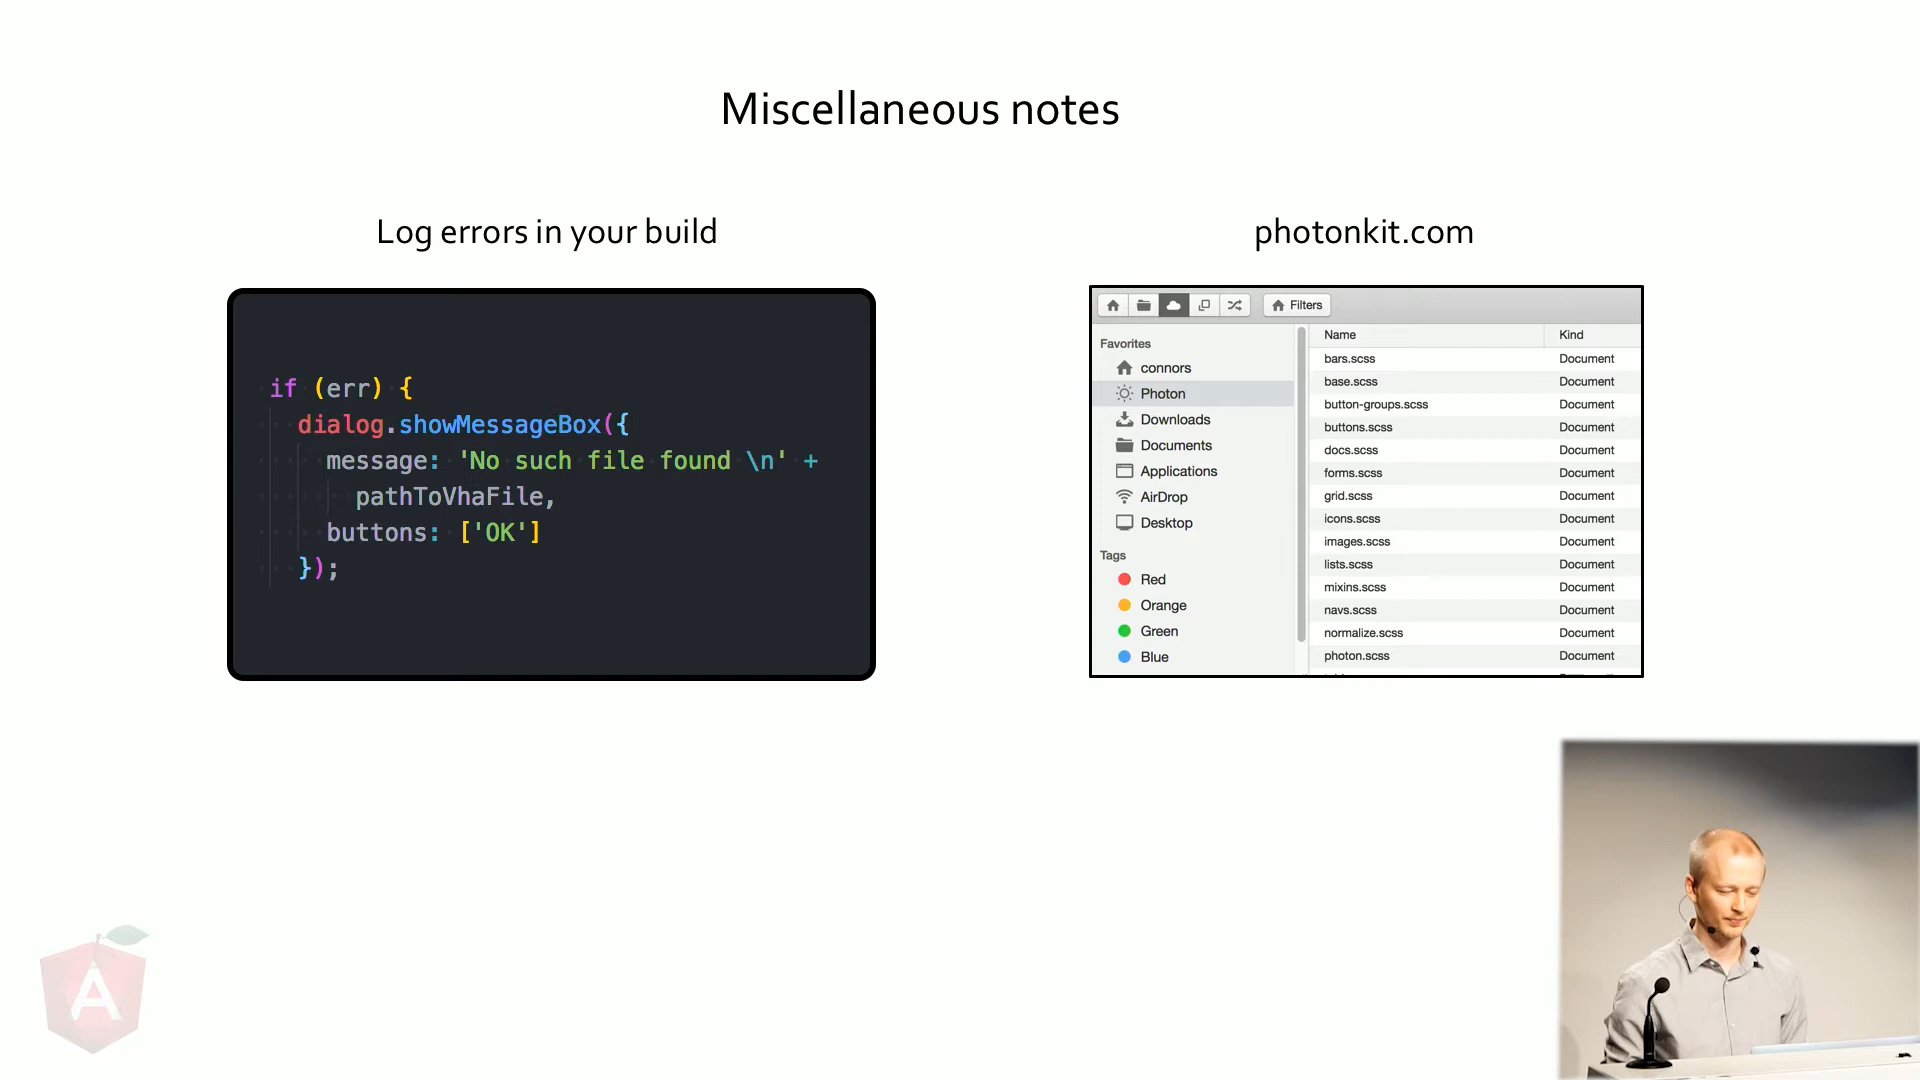 Miscellaneous notes
Log errors in your build
if (err) {
dialog.showMessageBox({
message: 'No such file found \n' +
pathToVhaFile,
buttons: ['OK']
});
photonkit.com
Filters
Name Kind
Favorites
connors
Photon
Downloads
Documents
Applications
AirDrop
Desktop
Tags
Red
Orange
Green
Blue
bars.scss Document
base.scss Document
button-groups.scss Document
buttons.scss Document
docs.scss Document
forms.scss Document
grid.scss Document
icons.scss Document
images.scss Document
lists.scss Document
mixins.scss Document
navs.scss Document
normalize.scss Document
photon.scss Document
A